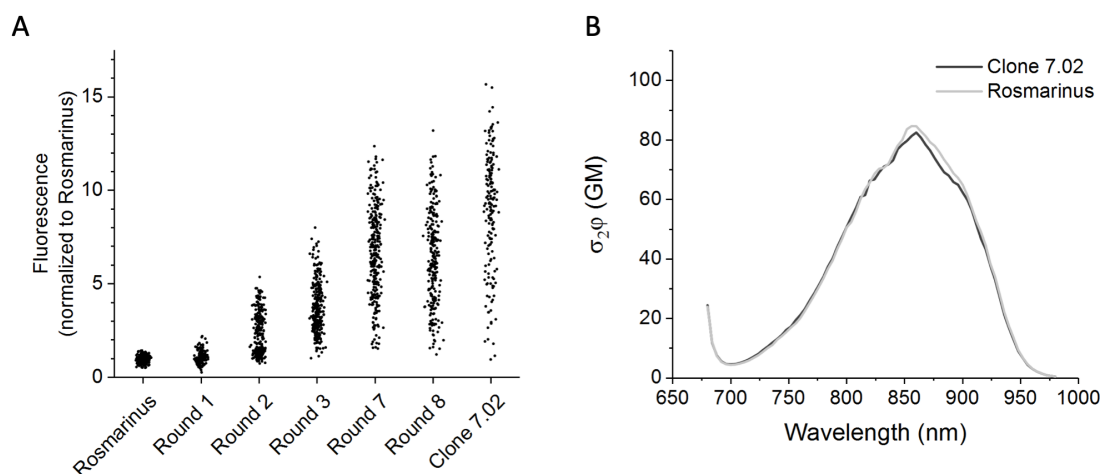 A
Fluorescence
(normalized to Rosmarinus)
15
10
5
1
0
Rosmarinus
Round 1
Round 2
Round 3
Round 7
Round 8
Clone 7.02
B
Clone 7.02
Rosmarinus
σ₂φ (GM)
100
80
60
40
20
0
650 700 750 800 850 900 950 1000
Wavelength (nm)